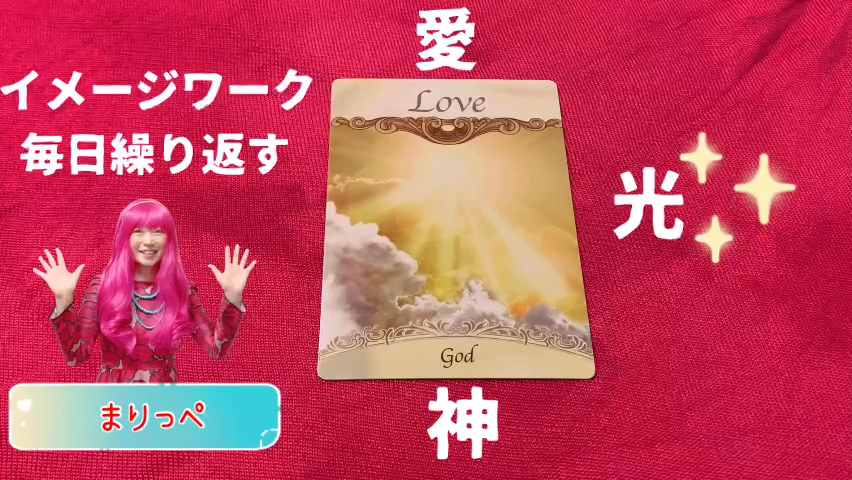 愛
イメージワーク
毎日繰り返す
Love
光
God
神
まりっぺ